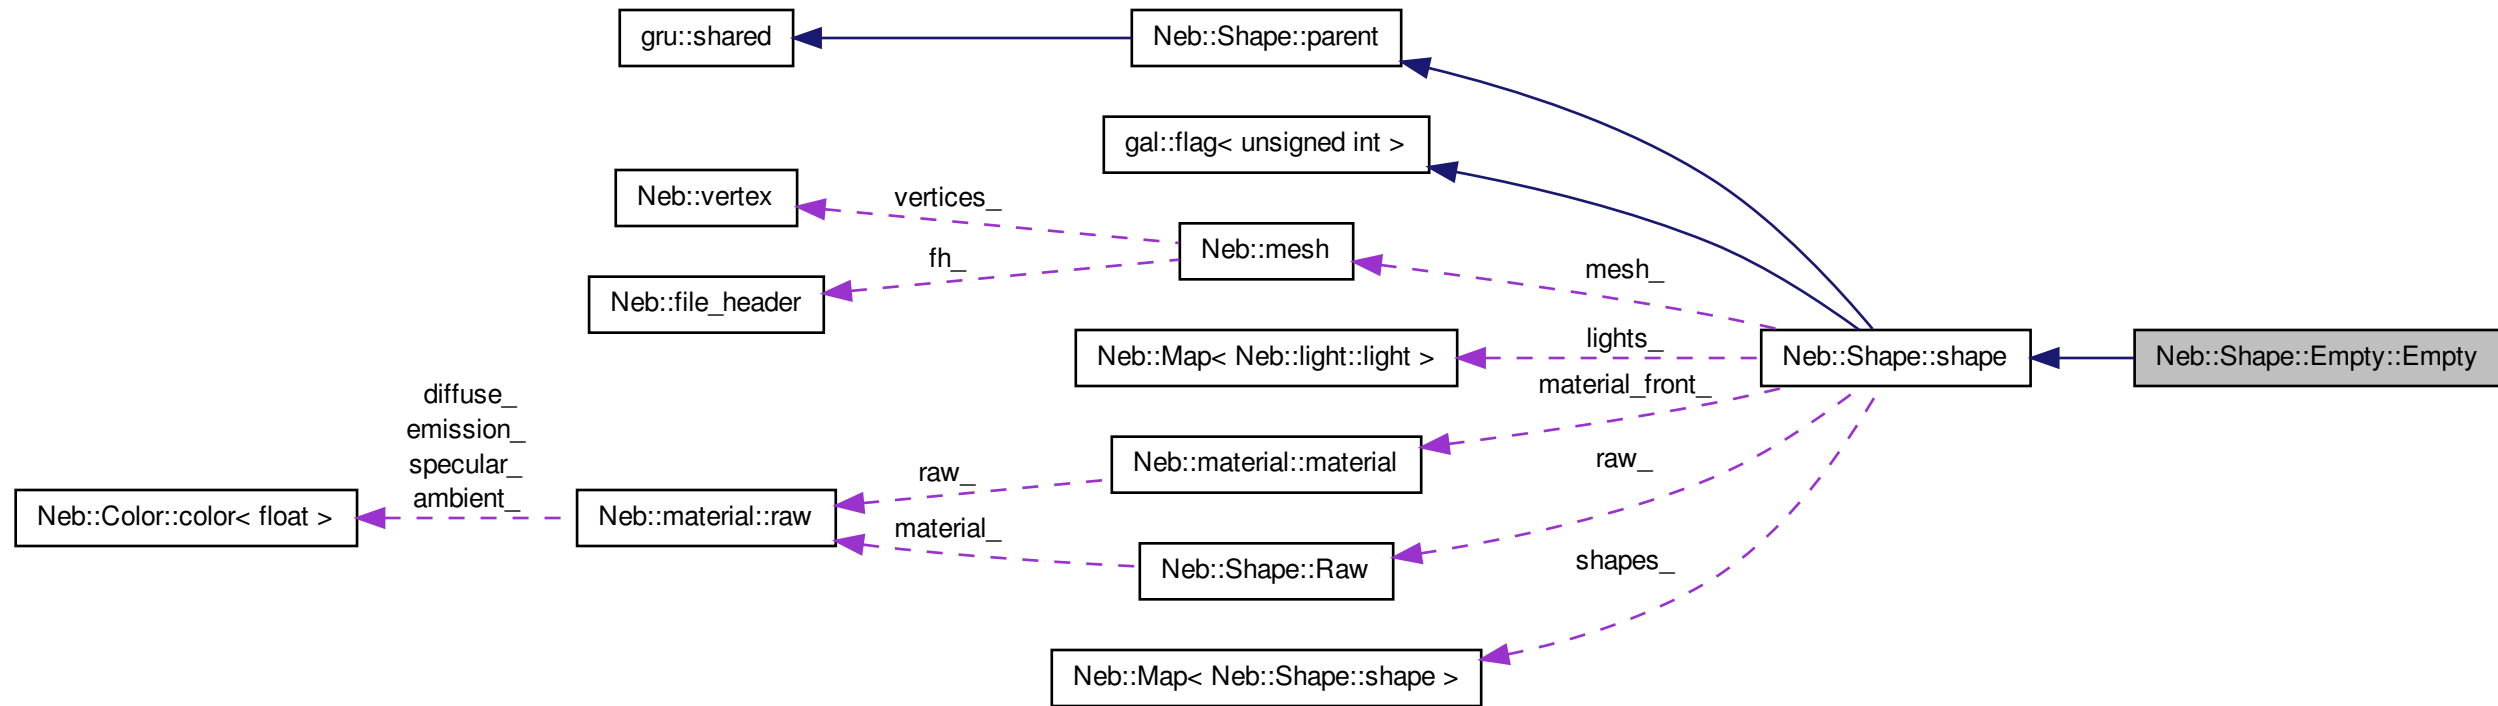 gru::shared
Neb::Shape::parent
gal::flag< unsigned int >
Neb::vertex
vertices_
Neb::mesh
fh_
mesh_
Neb::file_header
lights_
Neb::Map< Neb::light::light >
Neb::Shape::shape
Neb::Shape::Empty::Empty
material_front_
diffuse_
emission_
specular_
ambient_
raw_
Neb::material::material
raw_
Neb::Color::color< float >
Neb::material::raw
material_
Neb::Shape::Raw
shapes_
Neb::Map< Neb::Shape::shape >